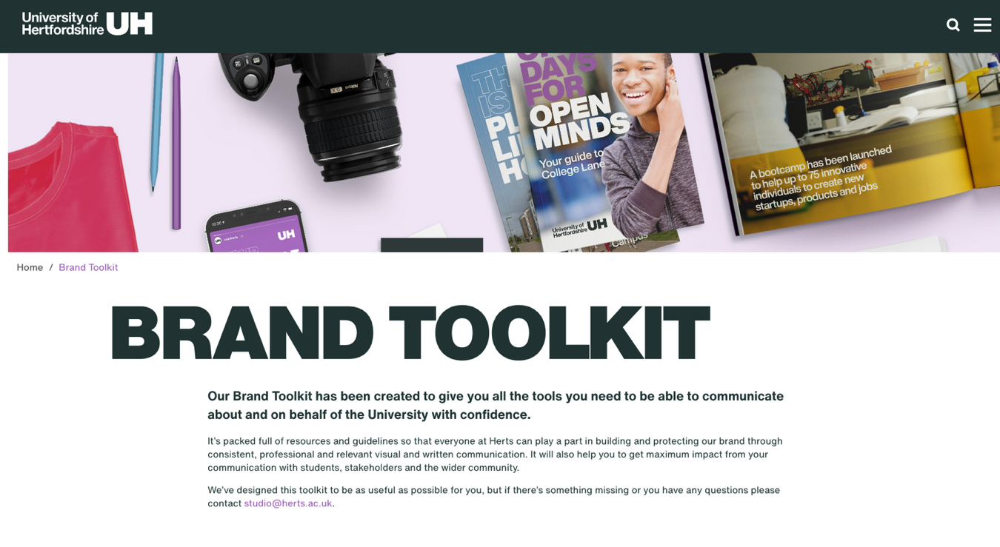 University of
Hertfordshire UH
DAYS
FOR
OPEN
MINDS
Your guide to
College Lane
University of
Hertfordshire UH
Campus
TH
IS
PL
LI
H
A bootcamp has been launched
to help up to 75 innovative
individuals to create new
startups, products and jobs
UH
Home / Brand Toolkit
BRAND TOOLKIT
Our Brand Toolkit has been created to give you all the tools you need to be able to communicate
about and on behalf of the University with confidence.
It's packed full of resources and guidelines so that everyone at Herts can play a part in building and protecting our brand through
consistent, professional and relevant visual and written communication. It will also help you to get maximum impact from your
communication with students, stakeholders and the wider community.
We've designed this toolkit to be as useful as possible for you, but if there's something missing or you have any questions please
contact studio@herts.ac.uk.